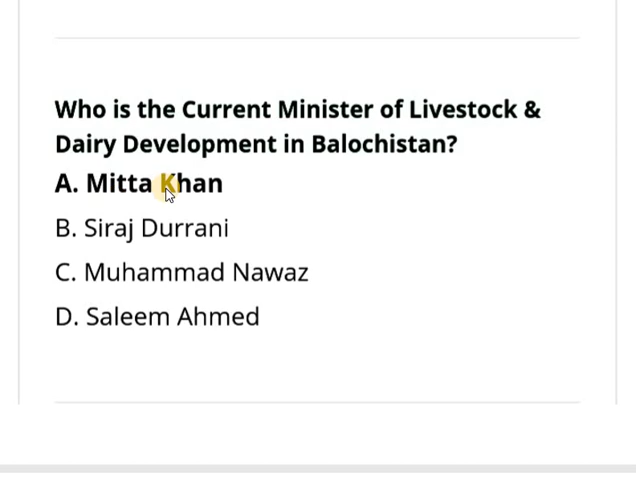 Who is the Current Minister of Livestock &
Dairy Development in Balochistan?
A. Mitta Khan
B. Siraj Durrani
C. Muhammad Nawaz
D. Saleem Ahmed